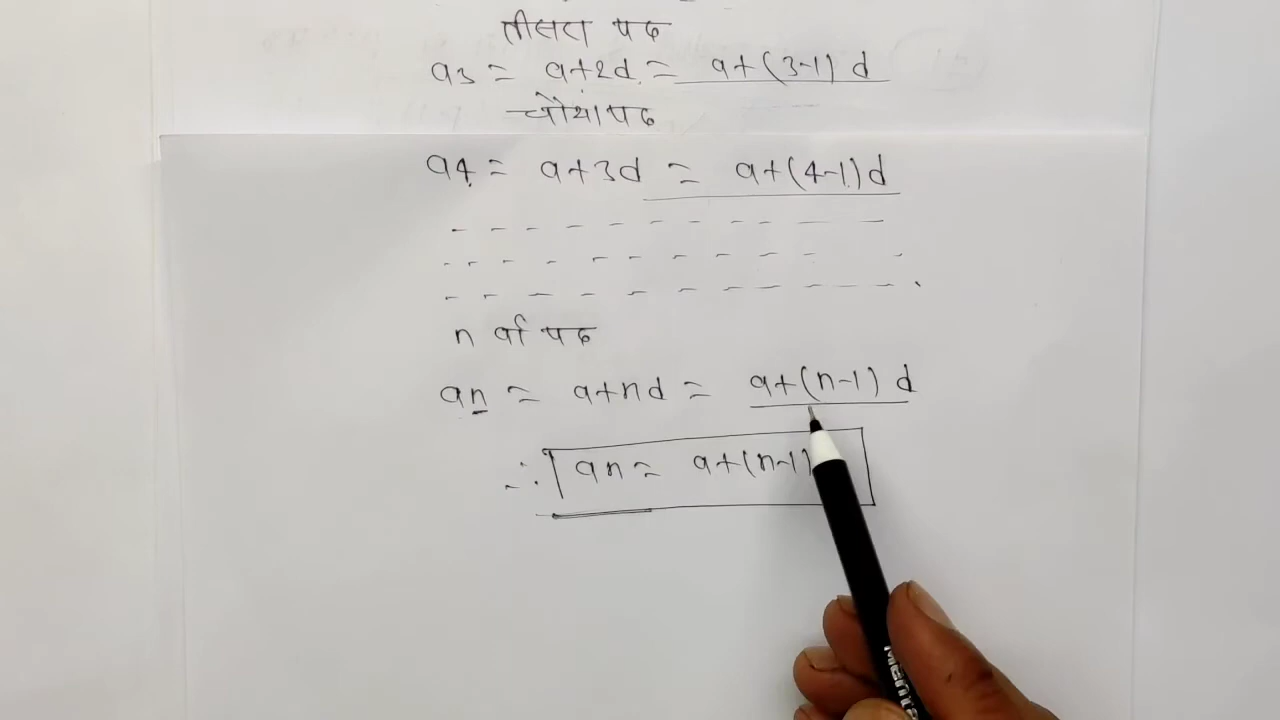 तीसरा पद
a3 = a+2d = a+(3-1) d
चौथा पद
a4 = a+3d = a+(4-1)d
n वाँ पद
an = a+nd = a+(n-1) d
∴ an = a+(n-1)